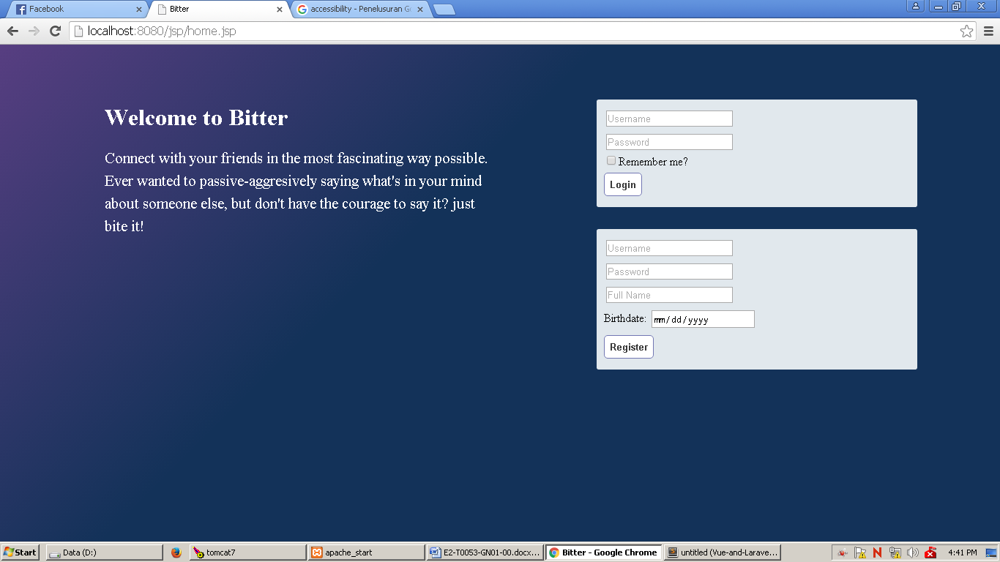 Facebook
Bitter
accessibility - Penelusuran Go
localhost:8080/jsp/home.jsp
Welcome to Bitter
Connect with your friends in the most fascinating way possible.
Ever wanted to passive-aggresively saying what's in your mind
about someone else, but don't have the courage to say it? just
bite it!
Username
Password
Remember me?
Login
Username
Password
Full Name
Birthdate: mm/dd/yyyy
Register
Start
Data (D:)
tomcat7
apache_start
E2-T0053-GN01-00.docx...
Bitter - Google Chrome
untitled (Vue-and-Larave...
4:41 PM